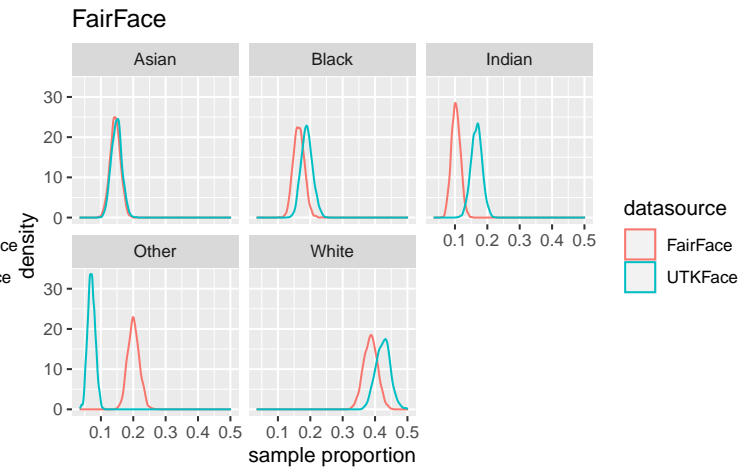 FairFace
Asian Black Indian
30
20
10
0
0.1 0.2 0.3 0.4 0.5
Other White
30
20
10
0
0.1 0.2 0.3 0.4 0.5 0.1 0.2 0.3 0.4 0.5
density
sample proportion
datasource
FairFace
UTKFace